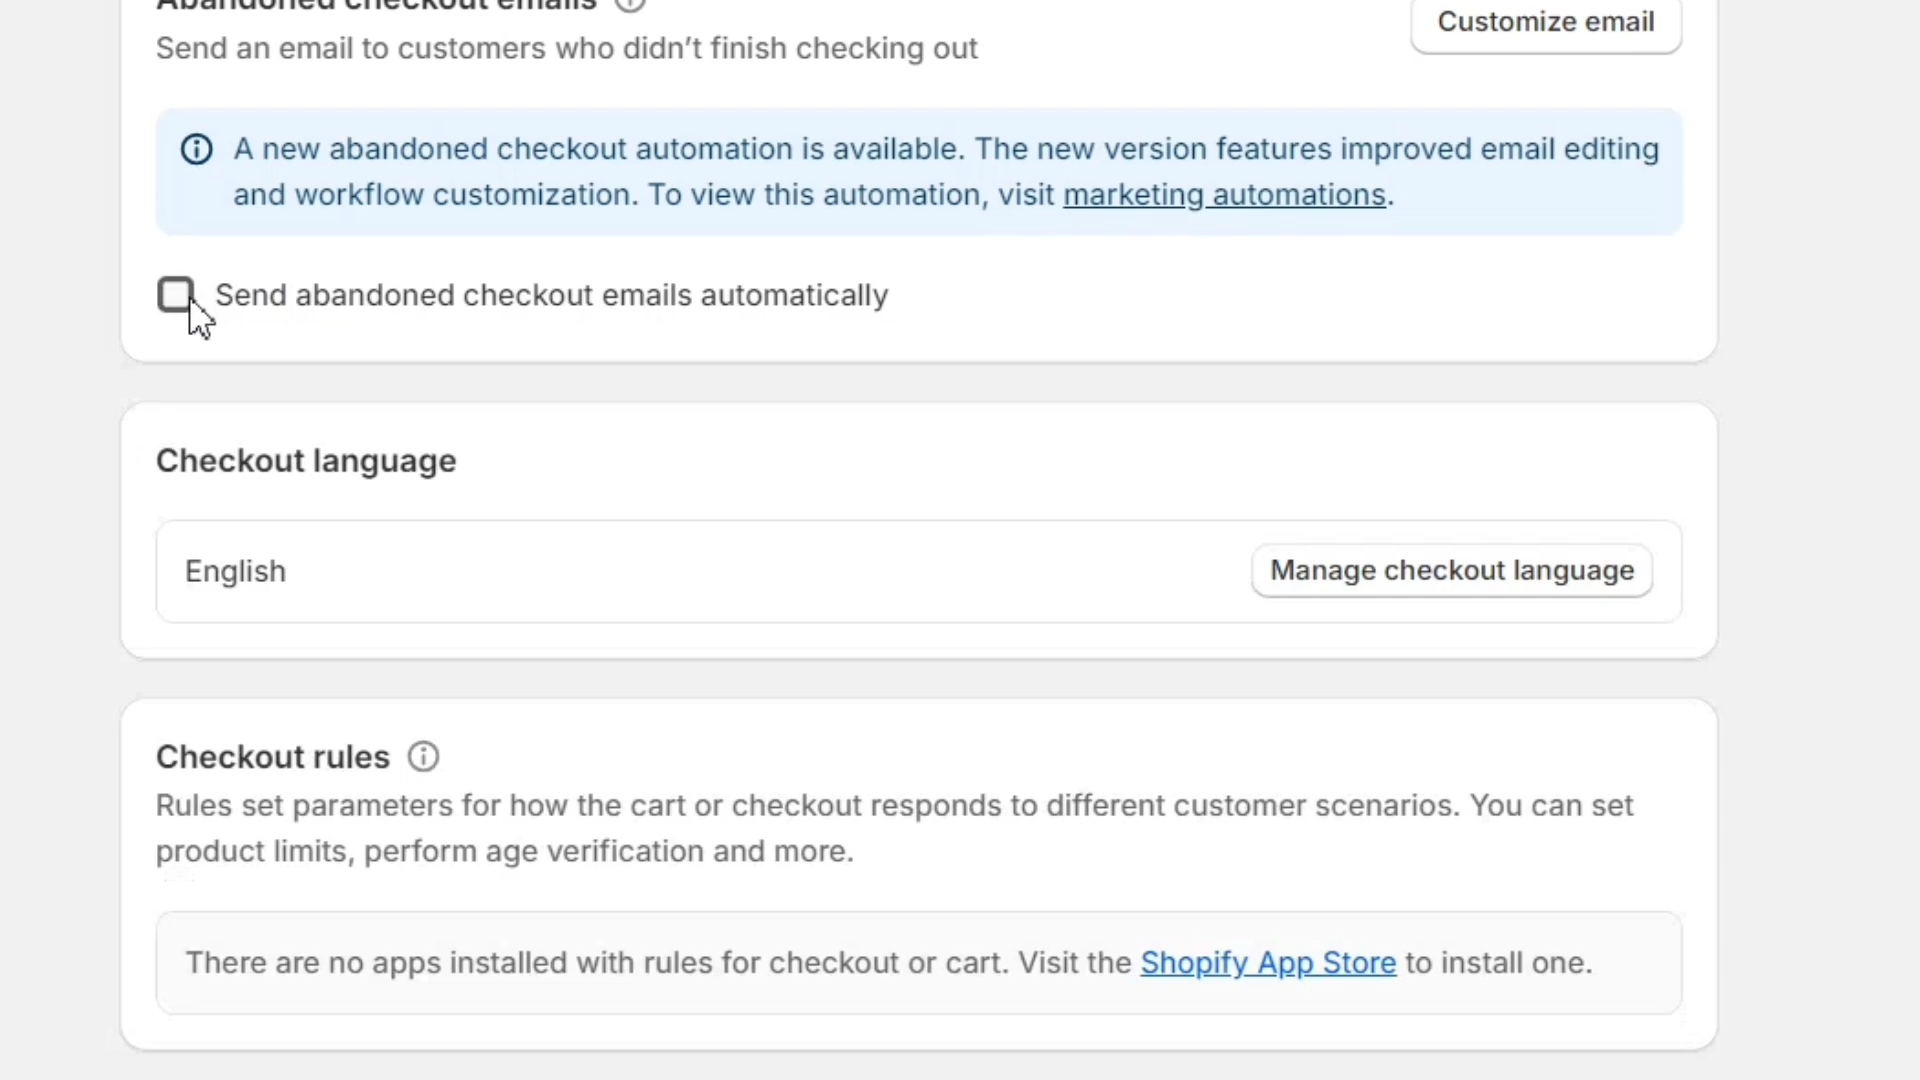 Abandoned checkout emails
Customize email
Send an email to customers who didn’t finish checking out
A new abandoned checkout automation is available. The new version features improved email editing
and workflow customization. To view this automation, visit marketing automations.
Send abandoned checkout emails automatically
Checkout language
English
Manage checkout language
Checkout rules
Rules set parameters for how the cart or checkout responds to different customer scenarios. You can set
product limits, perform age verification and more.
There are no apps installed with rules for checkout or cart. Visit the Shopify App Store to install one.